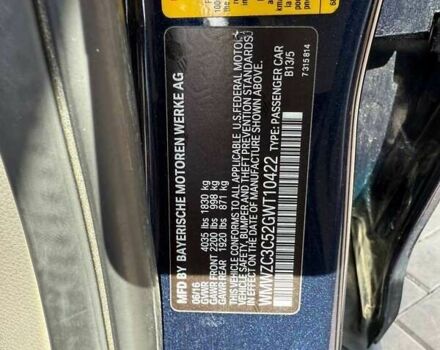 MFD BY BAYERISCHE MOTOREN WERKE AG
06/16
GVWR 4035 lbs 1830 kg
GAWR FRONT 2200 lbs 998 kg
GAWR REAR 1920 lbs 871 kg
THIS VEHICLE CONFORMS TO ALL APPLICABLE U.S. FEDERAL MOTOR
VEHICLE SAFETY, BUMPER, AND THEFT PREVENTION STANDARDS
IN EFFECT ON THE DATE OF MANUFACTURE SHOWN ABOVE.
WMWZC3C52GWT10422 TYPE: PASSENGER CAR
B13/5
7 315 814